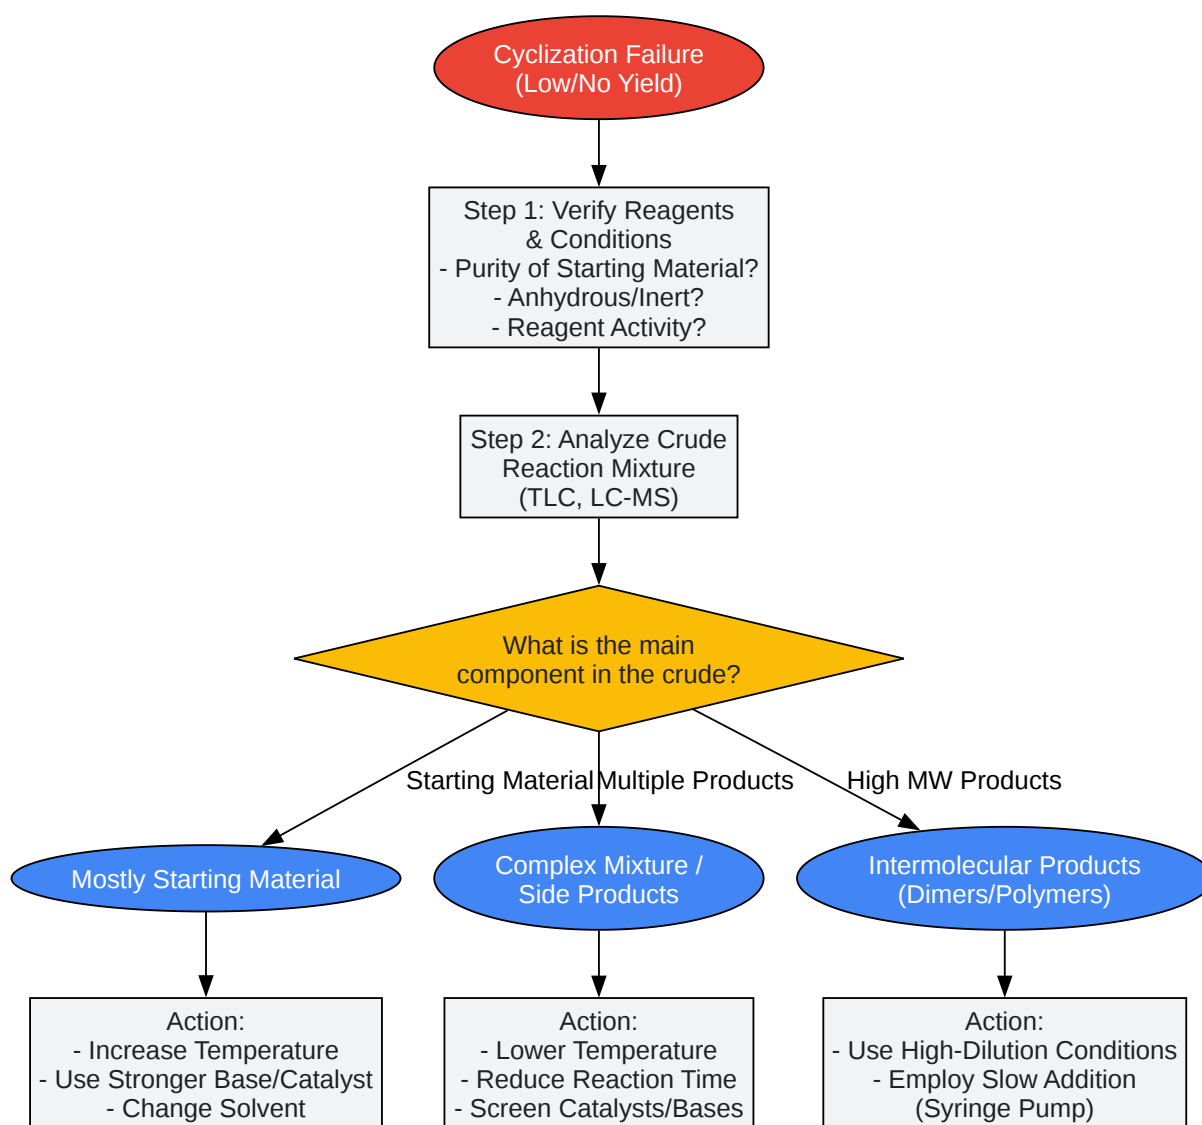 Cyclization Failure
(Low/No Yield)
Step 1: Verify Reagents
& Conditions
- Purity of Starting Material?
- Anhydrous/Inert?
- Reagent Activity?
Step 2: Analyze Crude
Reaction Mixture
(TLC, LC-MS)
What is the main
component in the crude?
Starting Material
Multiple Products
High MW Products
Mostly Starting Material
Complex Mixture /
Side Products
Intermolecular Products
(Dimers/Polymers)
Action:
- Increase Temperature
- Use Stronger Base/Catalyst
- Change Solvent
Action:
- Lower Temperature
- Reduce Reaction Time
- Screen Catalysts/Bases
Action:
- Use High-Dilution Conditions
- Employ Slow Addition
(Syringe Pump)